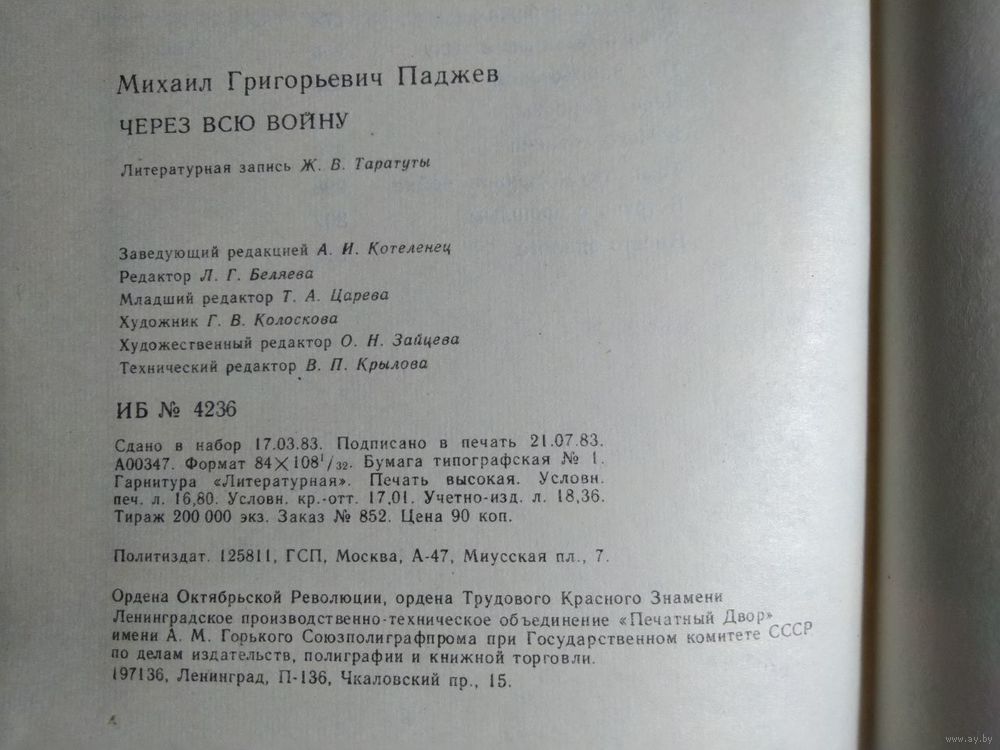 Михаил Григорьевич Паджев
ЧЕРЕЗ ВСЮ ВОЙНУ
Литературная запись Ж. В. Таратуты
Заведующий редакцией А. И. Котеленец
Редактор Л. Г. Беляева
Младший редактор Т. А. Царева
Художник Г. В. Колоскова
Художественный редактор О. Н. Зайцева
Технический редактор В. П. Крылова
ИБ № 4236
Сдано в набор 17.03.83. Подписано в печать 21.07.83.
А00347. Формат 84×108¹/₃₂. Бумага типографская № 1.
Гарнитура «Литературная». Печать высокая. Условн.
печ. л. 16,80. Условн. кр.-отт. 17,01. Учетно-изд. л. 18,36.
Тираж 200 000 экз. Заказ № 852. Цена 90 коп.
Политиздат. 125811, ГСП, Москва, А-47, Миусская пл., 7.
Ордена Октябрьской Революции, ордена Трудового Красного Знамени
Ленинградское производственно-техническое объединение «Печатный Двор»
имени А. М. Горького Союзполиграфпрома при Государственном комитете СССР
по делам издательств, полиграфии и книжной торговли.
197136, Ленинград, П-136, Чкаловский пр., 15.
www.ay.by